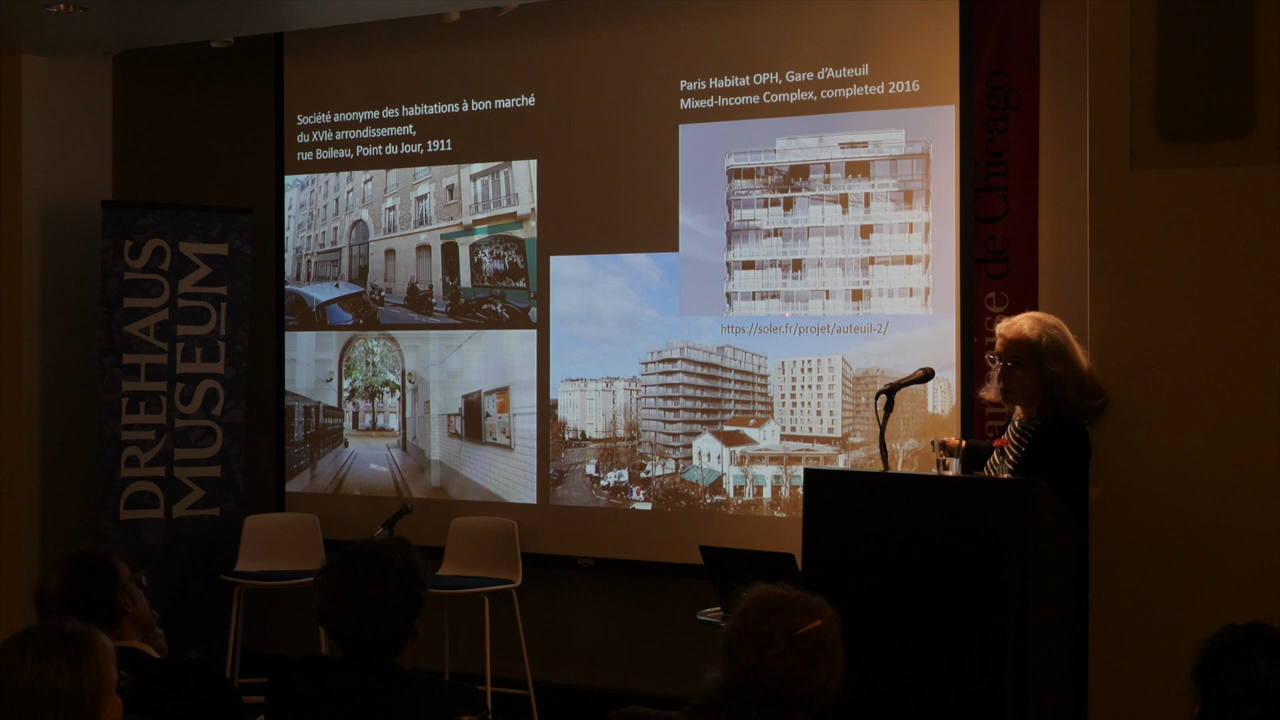 Société anonyme des habitations à bon marché
du XVIè arrondissement,
rue Boileau, Point du Jour, 1911
Paris Habitat OPH, Gare d'Auteuil
Mixed-Income Complex, completed 2016
https://soler.fr/projet/auteuil-2/
DRIEHAUS
MUSEUM
de Chicago